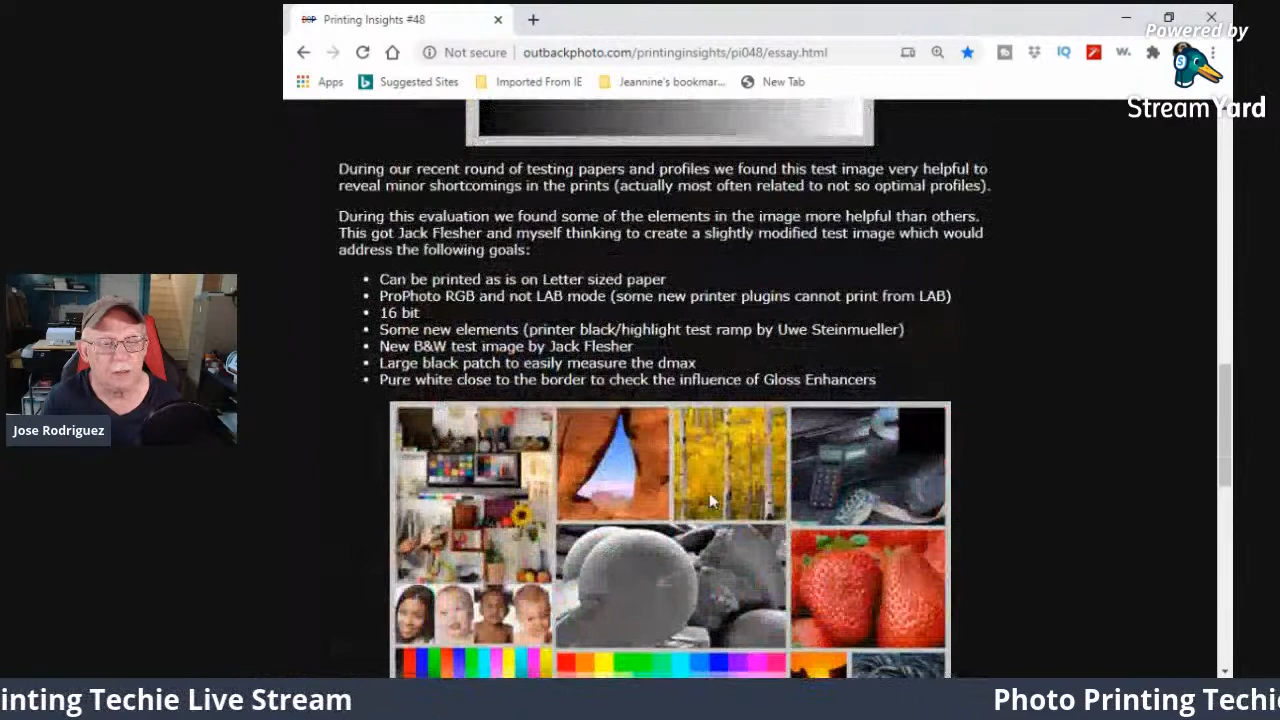 Printing Insights #48
Powered by
Not secure
outbackphoto.com/printinginsights/pi048/essay.html
IQ
w.
Apps
Suggested Sites
Imported From IE
Jeannine's bookmar...
New Tab
S
StreamYard
During our recent round of testing papers and profiles we found this test image very helpful to
reveal minor shortcomings in the prints (actually most often related to not so optimal profiles).
During this evaluation we found some of the elements in the image more helpful than others.
This got Jack Flesher and myself thinking to create a slightly modified test image which would
address the following goals:
• Can be printed as is on Letter sized paper
• ProPhoto RGB and not LAB mode (some new printer plugins cannot print from LAB)
• 16 bit
• Some new elements (printer black/highlight test ramp by Uwe Steinmueller)
• New B&W test image by Jack Flesher
• Large black patch to easily measure the dmax
• Pure white close to the border to check the influence of Gloss Enhancers
Jose Rodriguez
inting Techie Live Stream
Photo Printing Techi